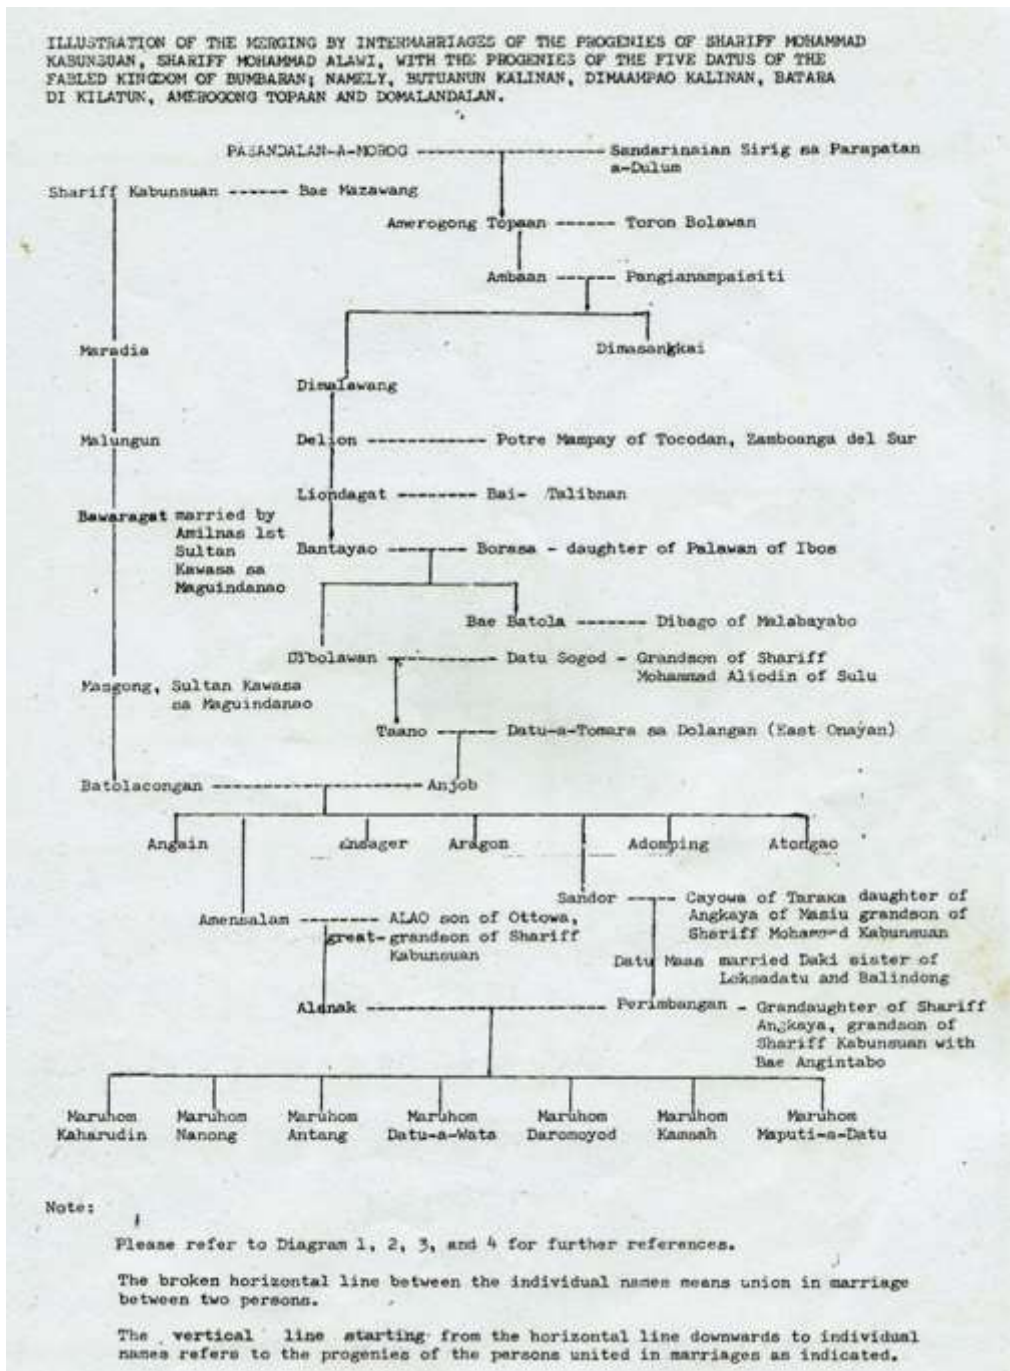 ILLUSTRATION OF THE MERGING BY INTERMARRIAGES OF THE PROGENIES OF SHARIFF MOHAMMAD
KABUNSUAN, SHARIFF MOHAMMAD ALAWI, WITH THE PROGENIES OF THE FIVE DATUS OF THE
FABLED KINGDOM OF BUMBARAN; NAMELY, BUTUANUN KALINAN, DIMAAMPAO KALINAN, BATARA
DI KILATUN, AMEROGONG TOPAAN AND DOMALANDALAN.
PABANDALAN-A-MOROG ---- Sandarinaian Sirig sa Parapatan
a-Dulum
Shariff Kabunsuan ---- Bae Mazawang
Amerogong Topaan ---- Toron Bolawan
Ambaan ---- Pangianampaisiti
Maradia
Dimasangkai
Dimalawang
Malungun
Delion ---- Potre Mampay of Tocodan, Zamboanga del Sur
Liondagat ---- Bai- Talibnan
Bawaragat married by
Amilnas 1st
Sultan
Kawasa sa
Maguindanao
Bantayao ---- Borasa - daughter of Palawan of Ibos
Bae Batola ---- Dibago of Malabayabo
Dibolawan ---- Datu Sogod - Grandson of Shariff
Mohammad Aliodin of Sulu
Masgong, Sultan Kawasa
sa Maguindanao
Taano ---- Datu-a-Tomara sa Dolangan (East Onayan)
Batolacongan ---- Anjob
Angain Ansager Aragon Adomping Atongao
Sandor ---- Cayowa of Taraka daughter of
Angkaya of Masiu grandson of
Shariff Mohammad Kabunsuan
Amensalam ---- ALAO son of Ottowa,
great-grandson of Shariff
Kabunsuan
Datu Maan married Daki sister of
Loksadatu and Balindong
Alanak ---- Perimbangan - Grandaughter of Shariff
Angkaya, grandson of
Shariff Kabunsuan with
Bae Angintabo
Maruhom Kaharudin
Maruhom Nanong
Maruhom Antang
Maruhom Datu-a-Wata
Maruhom Daromoyod
Maruhom Kamnah
Maruhom Maputi-a-Datu
Note:
Please refer to Diagram 1, 2, 3, and 4 for further references.
The broken horizontal line between the individual names means union in marriage
between two persons.
The vertical line starting from the horizontal line downwards to individual
names refers to the progenies of the persons united in marriages as indicated.